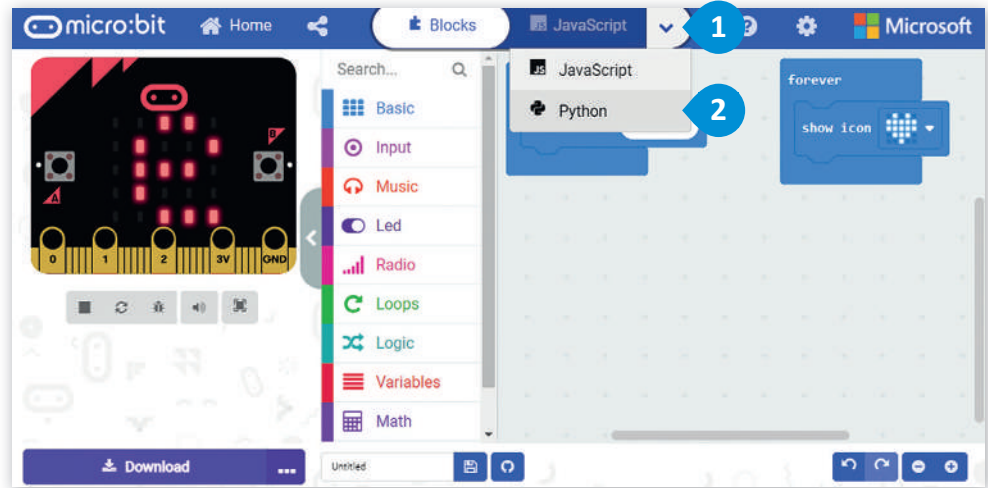 micro:bit Home Blocks JavaScript 1 Microsoft
JavaScript
Python 2
Search...
Basic
Input
Music
Led
Radio
Loops
Logic
Variables
Math
forever
show icon
A
B
0 1 2 3V GND
Download ...
Untitled